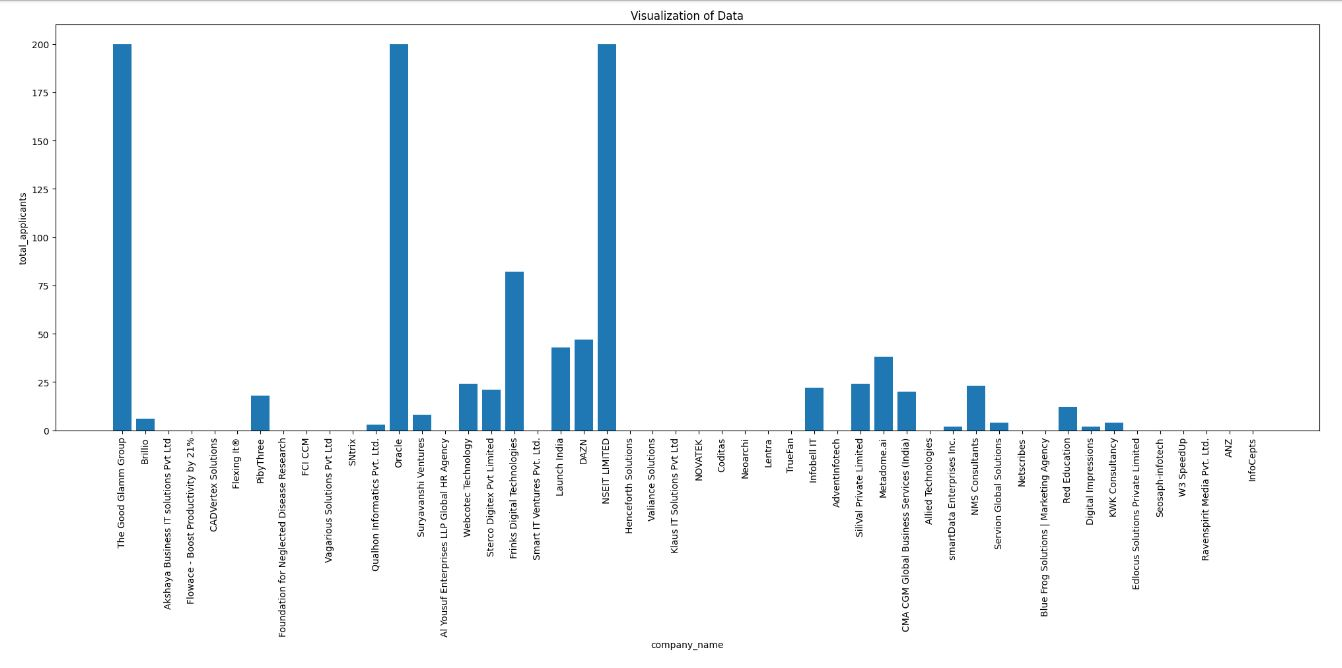 Visualization of Data
total_applicants
200
175
150
125
100
75
50
25
0
The Good Glamm Group
Brillio
Akshaya Business IT solutions Pvt Ltd
Flowace - Boost Productivity by 21%
CADVertex Solutions
Flexing It®
PibyThree
Foundation for Neglected Disease Research
FCI CCM
SNtrix
Vagarious Solutions Pvt Ltd
Qualhon Informatics Pvt. Ltd.
Oracle
Suryavanshi Ventures
Al Yousuf Enterprises LLP Global HR Agency
Webcotec Technology
Sterco Digitex Pvt Limited
Frinks Digital Technologies
Smart IT Ventures Pvt. Ltd.
Launch India
DAZN
NSEIT LIMITED
Henceforth Solutions
Valiance Solutions
Klaus IT Solutions Pvt Ltd
NOVATEK
Coditas
Neoarchi
Lentra
TrueFan
Infobell IT
AdventInfotech
SiliVal Private Limited
Metadome.ai
CMA CGM Global Business Services (India)
Allied Technologies
smartData Enterprises Inc.
NMS Consultants
Servion Global Solutions
Netscribes
Blue Frog Solutions | Marketing Agency
Red Education
Digital Impressions
KWK Consultancy
Edlocus Solutions Private Limited
Seosaph-infotech
W3 SpeedUp
Ravenspirit Media Pvt. Ltd.
ANZ
InfoCepts
company_name